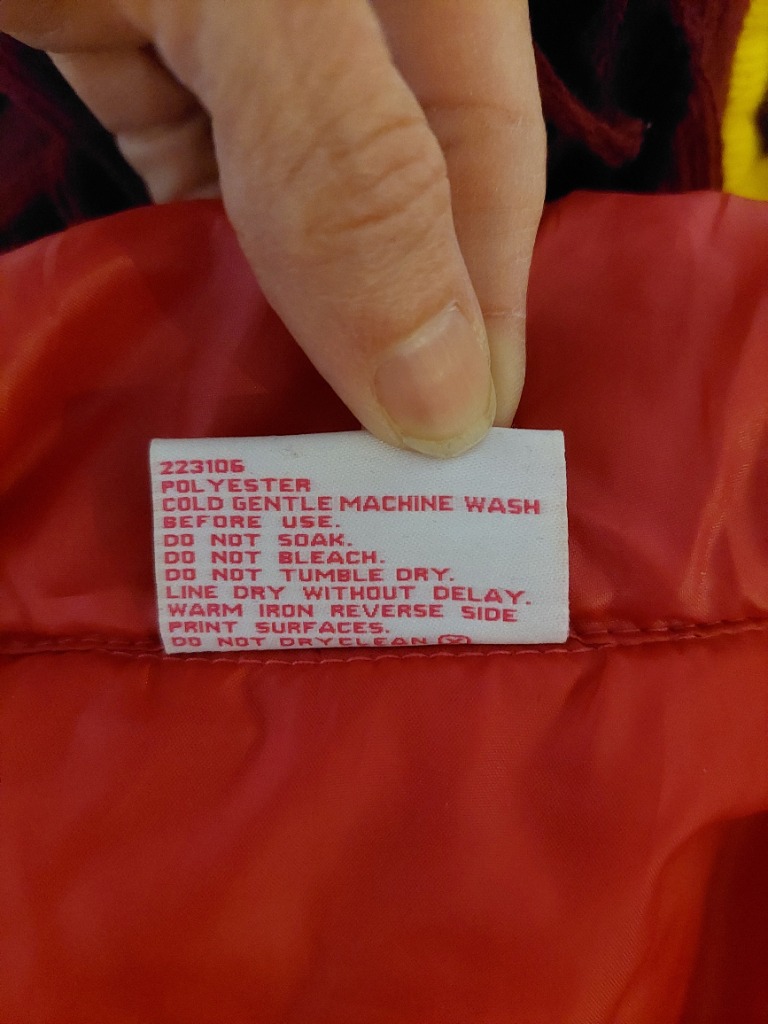 223106
POLYESTER
COLD GENTLE MACHINE WASH
BEFORE USE.
DO NOT SOAK.
DO NOT BLEACH.
DO NOT TUMBLE DRY.
LINE DRY WITHOUT DELAY.
WARM IRON REVERSE SIDE
PRINT SURFACES.
DO NOT DRYCLEAN